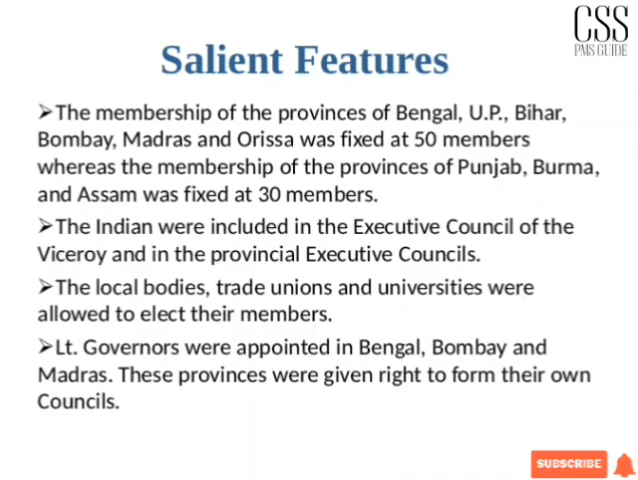 CSS
PMS GUIDE
Salient Features
➢The membership of the provinces of Bengal, U.P., Bihar,
Bombay, Madras and Orissa was fixed at 50 members
whereas the membership of the provinces of Punjab, Burma,
and Assam was fixed at 30 members.
➢The Indian were included in the Executive Council of the
Viceroy and in the provincial Executive Councils.
➢The local bodies, trade unions and universities were
allowed to elect their members.
➢Lt. Governors were appointed in Bengal, Bombay and
Madras. These provinces were given right to form their own
Councils.
SUBSCRIBE